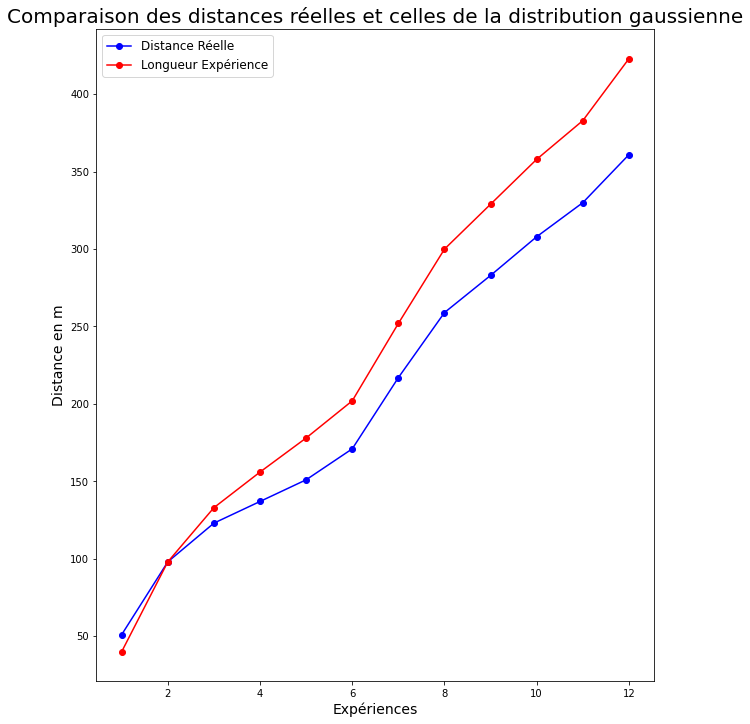 Comparaison des distances réelles et celles de la distribution gaussienne
Distance Réelle
Longueur Expérience
400
350
300
250
200
150
100
50
Distance en m
2 4 6 8 10 12
Expériences